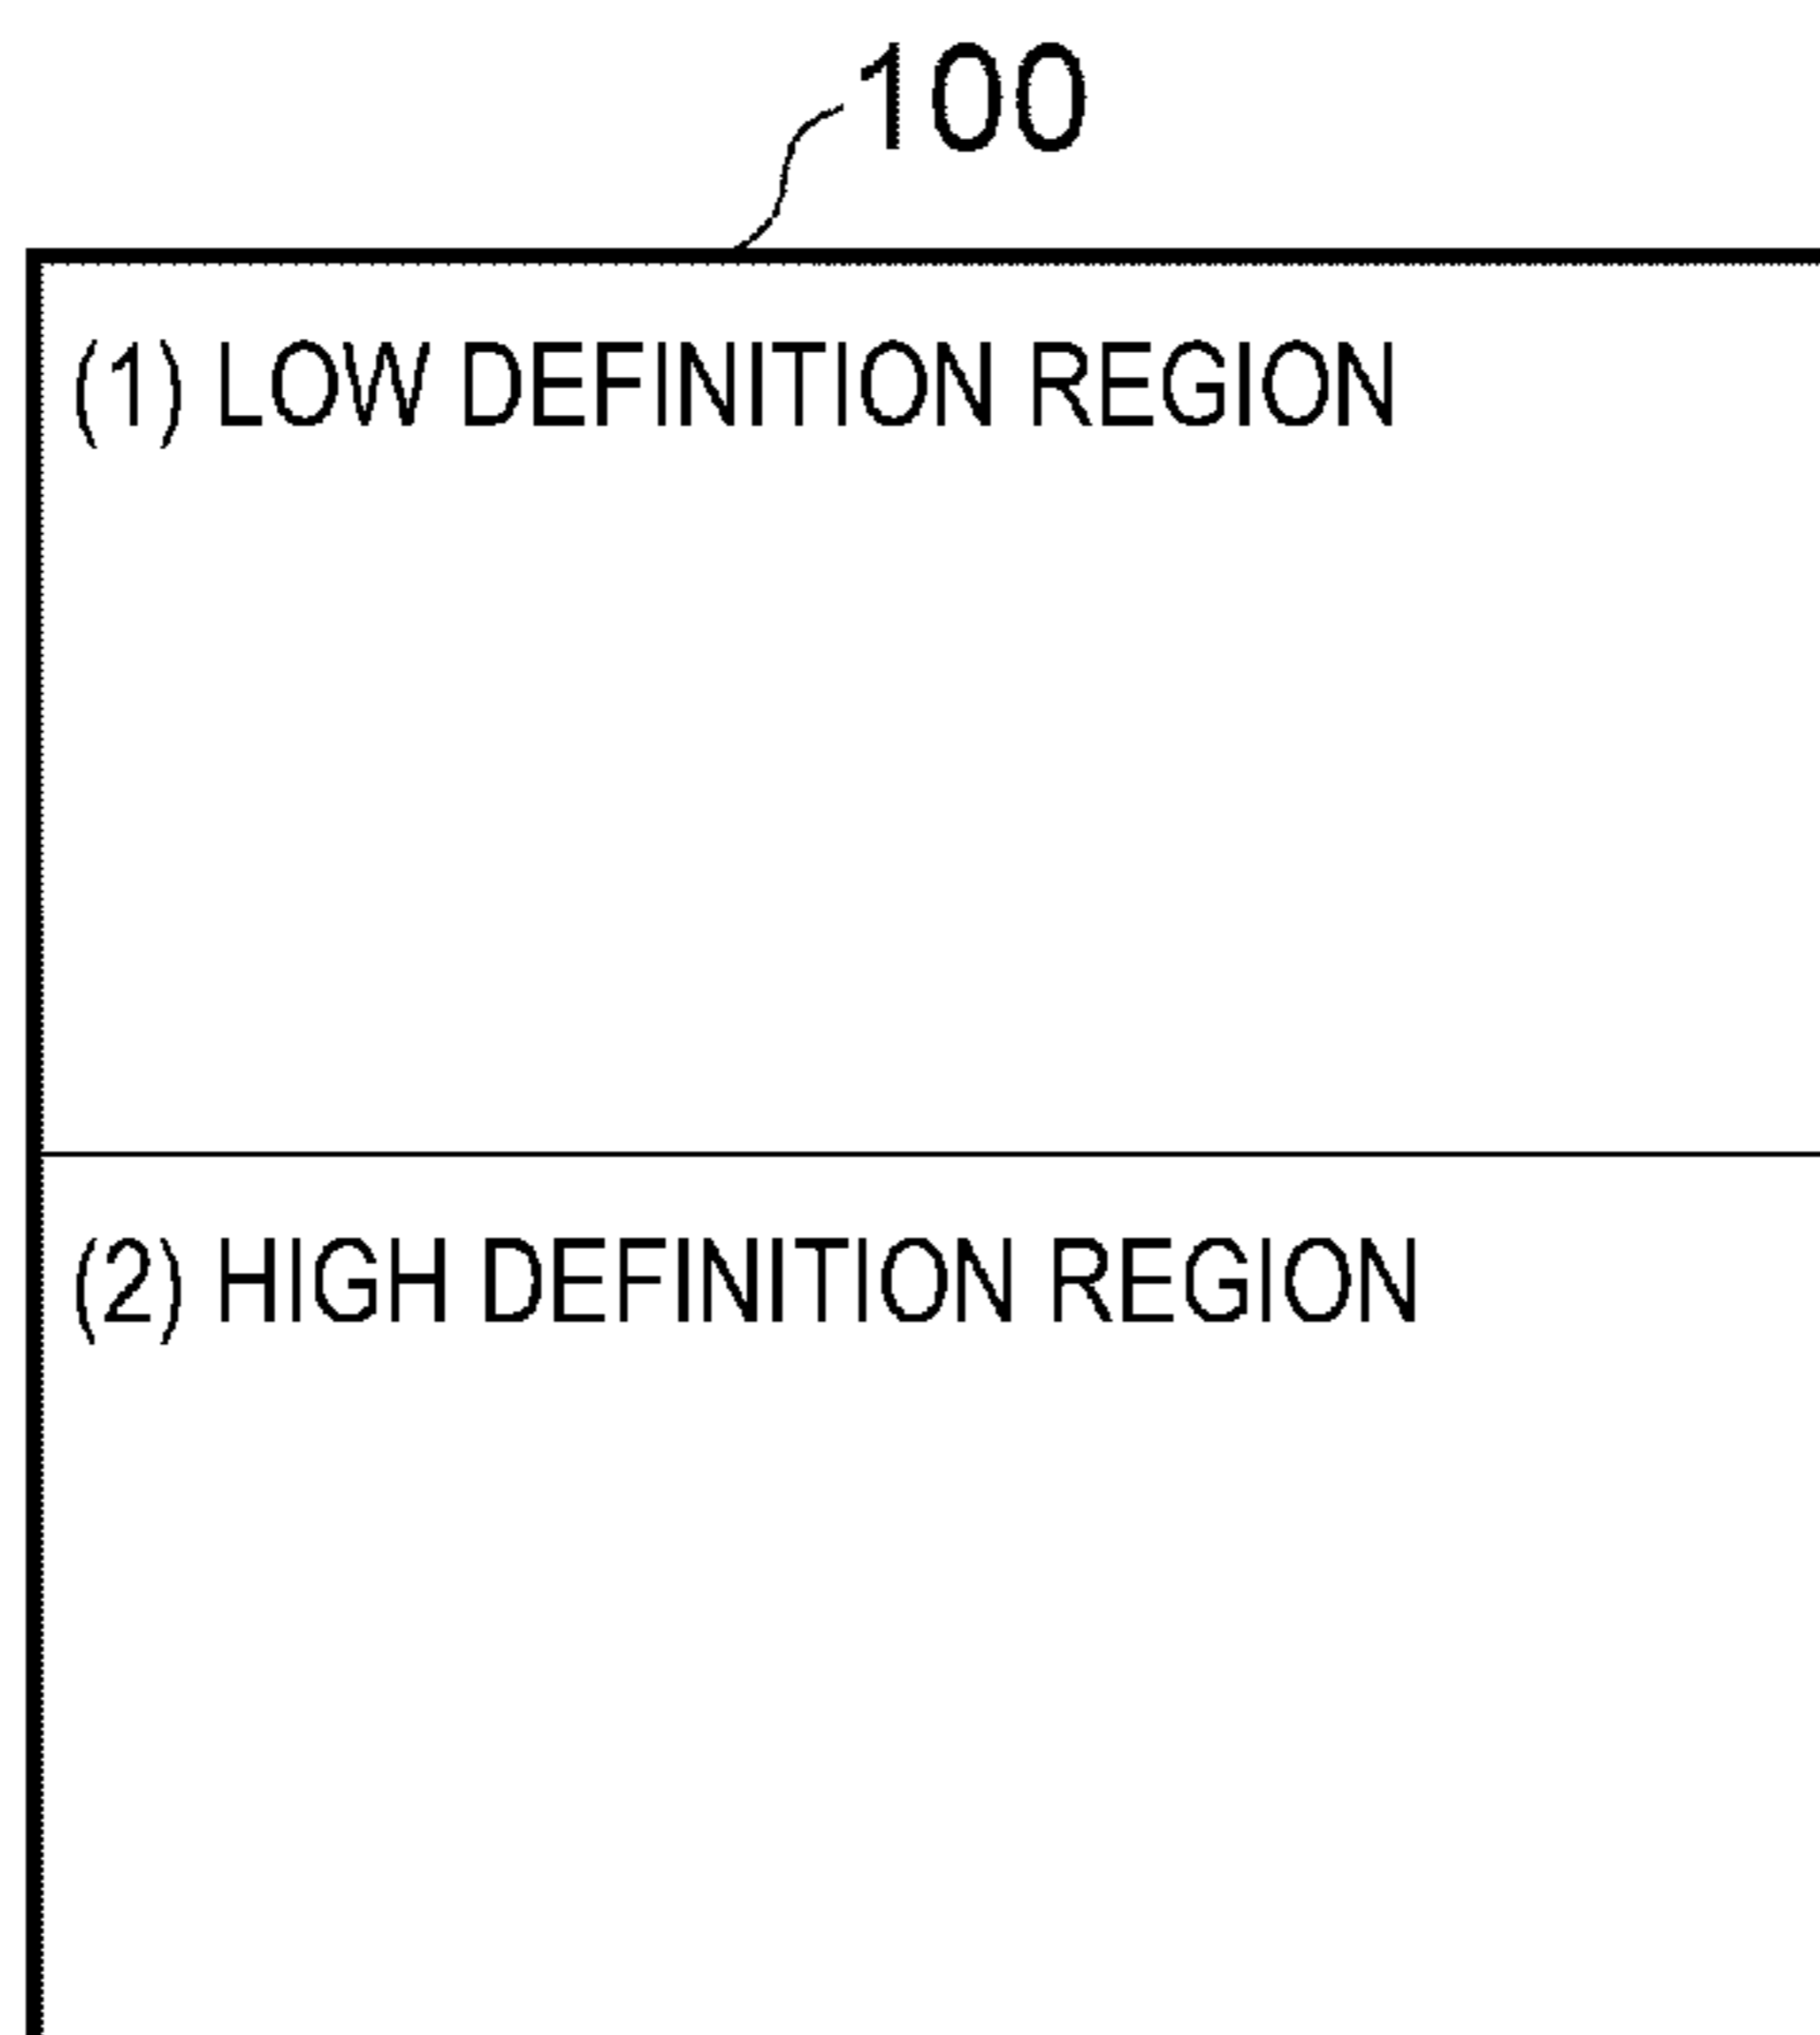 100
(1) LOW DEFINITION REGION
(2) HIGH DEFINITION REGION